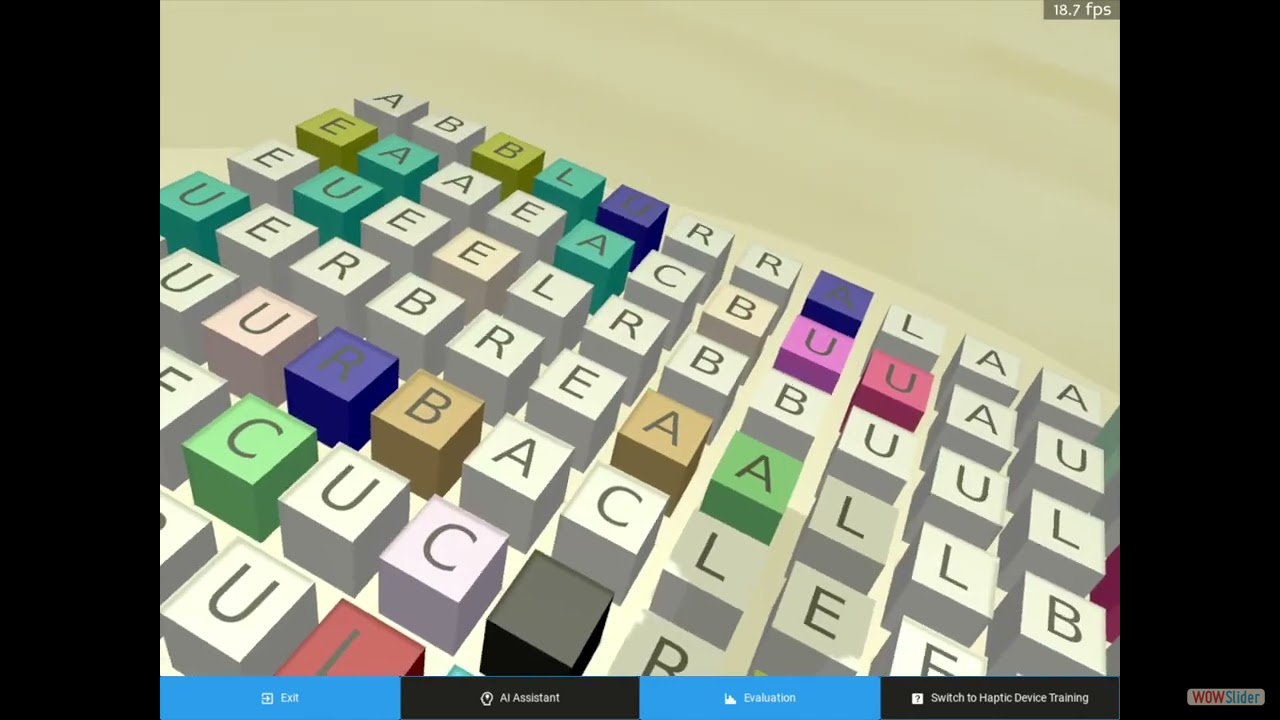 18.7 fps
A B B L U R R A L A A
E A A E A C B U U A U
E U E E L R B B U U L
U E R B R E A A L L B
U U R B A C L E
C U C R
U
Exit AI Assistant Evaluation Switch to Haptic Device Training
WOWSlider